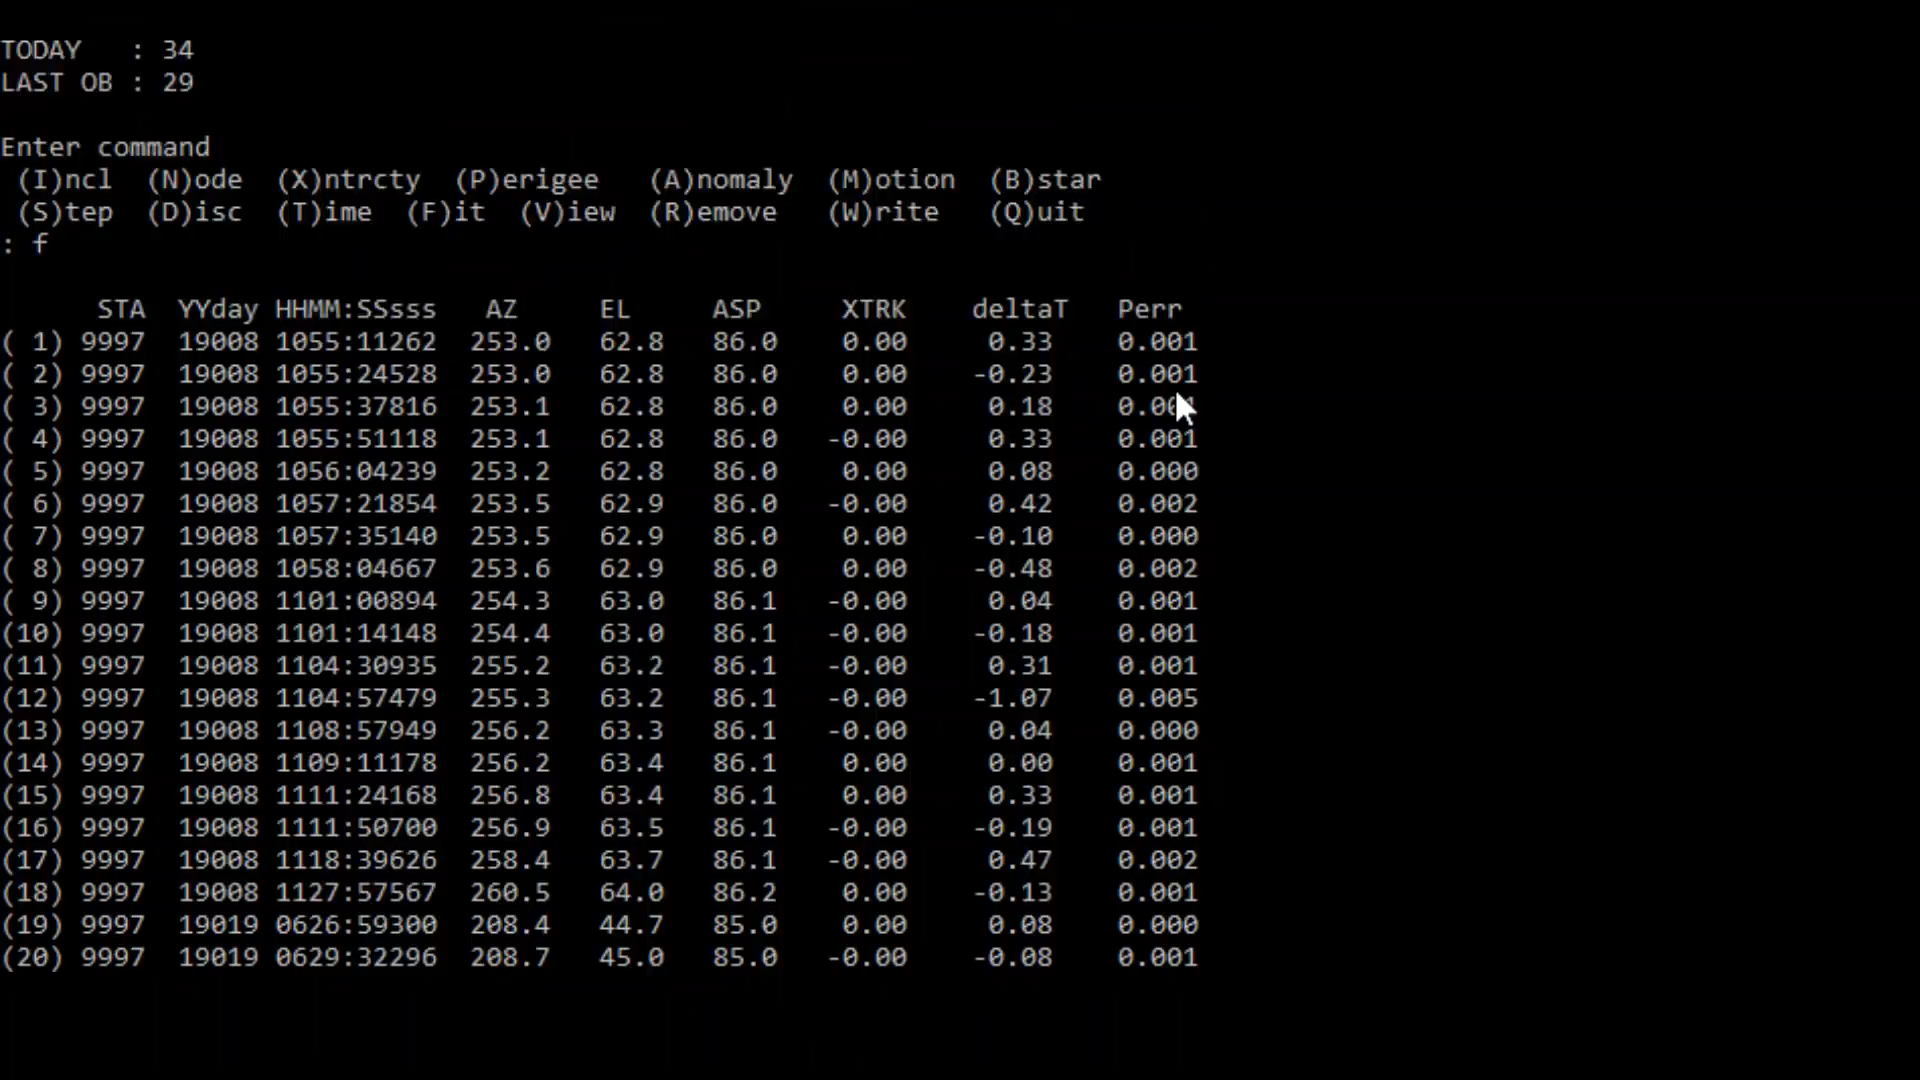 TODAY   : 34
LAST OB : 29
Enter command
(I)ncl  (N)ode  (X)ntrcty  (P)erigee   (A)nomaly  (M)otion  (B)star
(S)tep  (D)isc  (T)ime  (F)it  (V)iew  (R)emove   (W)rite   (Q)uit
: f
STA  YYday HHMM:SSsss   AZ     EL     ASP     XTRK    deltaT   Perr
( 1) 9997  19008 1055:11262  253.0   62.8   86.0    0.00     0.33    0.001
( 2) 9997  19008 1055:24528  253.0   62.8   86.0    0.00    -0.23    0.001
( 3) 9997  19008 1055:37816  253.1   62.8   86.0    0.00     0.18
( 4) 9997  19008 1055:51118  253.1   62.8   86.0   -0.00     0.33    0.001
( 5) 9997  19008 1056:04239  253.2   62.8   86.0    0.00     0.08    0.000
( 6) 9997  19008 1057:21854  253.5   62.9   86.0   -0.00     0.42    0.002
( 7) 9997  19008 1057:35140  253.5   62.9   86.0    0.00    -0.10    0.000
( 8) 9997  19008 1058:04667  253.6   62.9   86.0    0.00    -0.48    0.002
( 9) 9997  19008 1101:00894  254.3   63.0   86.1   -0.00     0.04    0.001
(10) 9997  19008 1101:14148  254.4   63.0   86.1   -0.00    -0.18    0.001
(11) 9997  19008 1104:30935  255.2   63.2   86.1   -0.00     0.31    0.001
(12) 9997  19008 1104:57479  255.3   63.2   86.1   -0.00    -1.07    0.005
(13) 9997  19008 1108:57949  256.2   63.3   86.1   -0.00     0.04    0.000
(14) 9997  19008 1109:11178  256.2   63.4   86.1    0.00     0.00    0.001
(15) 9997  19008 1111:24168  256.8   63.4   86.1    0.00     0.33    0.001
(16) 9997  19008 1111:50700  256.9   63.5   86.1   -0.00    -0.19    0.001
(17) 9997  19008 1118:39626  258.4   63.7   86.1   -0.00     0.47    0.002
(18) 9997  19008 1127:57567  260.5   64.0   86.2    0.00    -0.13    0.001
(19) 9997  19019 0626:59300  208.4   44.7   85.0    0.00     0.08    0.000
(20) 9997  19019 0629:32296  208.7   45.0   85.0   -0.00    -0.08    0.001